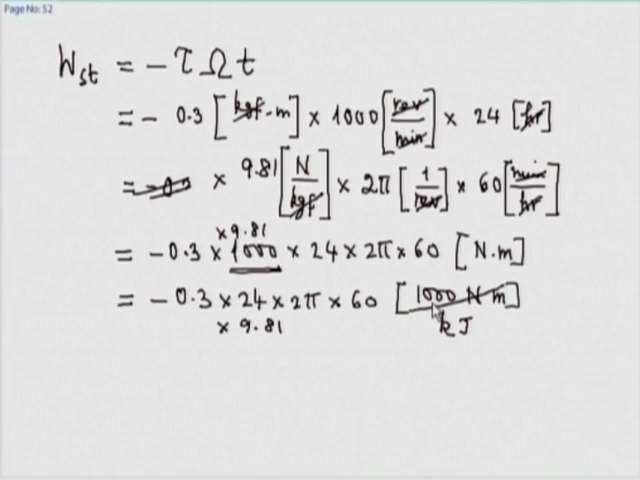 Page No: 52
W_st = − τ Ω t
= − 0.3 [kgf-m] × 1000 [rev/min] × 24 [hr]
= −0 × 9.81 [N/kgf] × 2π [1/rev] × 60 [min/hr]
×9.81
= −0.3 × 1000 × 24 × 2π × 60 [N.m]
= −0.3 × 24 × 2π × 60 [1000 N m]
× 9.81 kJ